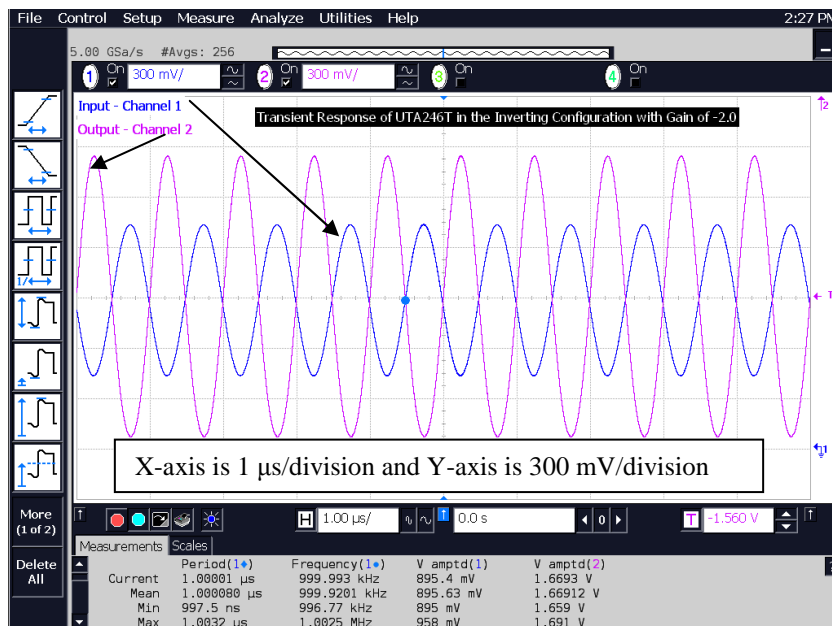 File Control Setup Measure Analyze Utilities Help 2:27 PM
5.00 GSa/s #Avgs: 256
1 On 300 mV/ 2 On 300 mV/ 3 On 4 On
Input - Channel 1
Output - Channel 2
Transient Response of UTA246T in the Inverting Configuration with Gain of -2.0
2
T
1
X-axis is 1 μs/division and Y-axis is 300 mV/division
1/
More
(1 of 2)
Delete
All
H 1.00 μs/ 0.0 s 0 T -1.560 V
Measurements Scales
Period(1) Frequency(1) V amptd(1) V amptd(2)
Current 1.00001 μs 999.993 kHz 895.4 mV 1.6693 V
Mean 1.000080 μs 999.9201 kHz 895.63 mV 1.66912 V
Min 997.5 ns 996.77 kHz 895 mV 1.659 V
Max 1.0032 μs 1.0025 MHz 958 mV 1.691 V